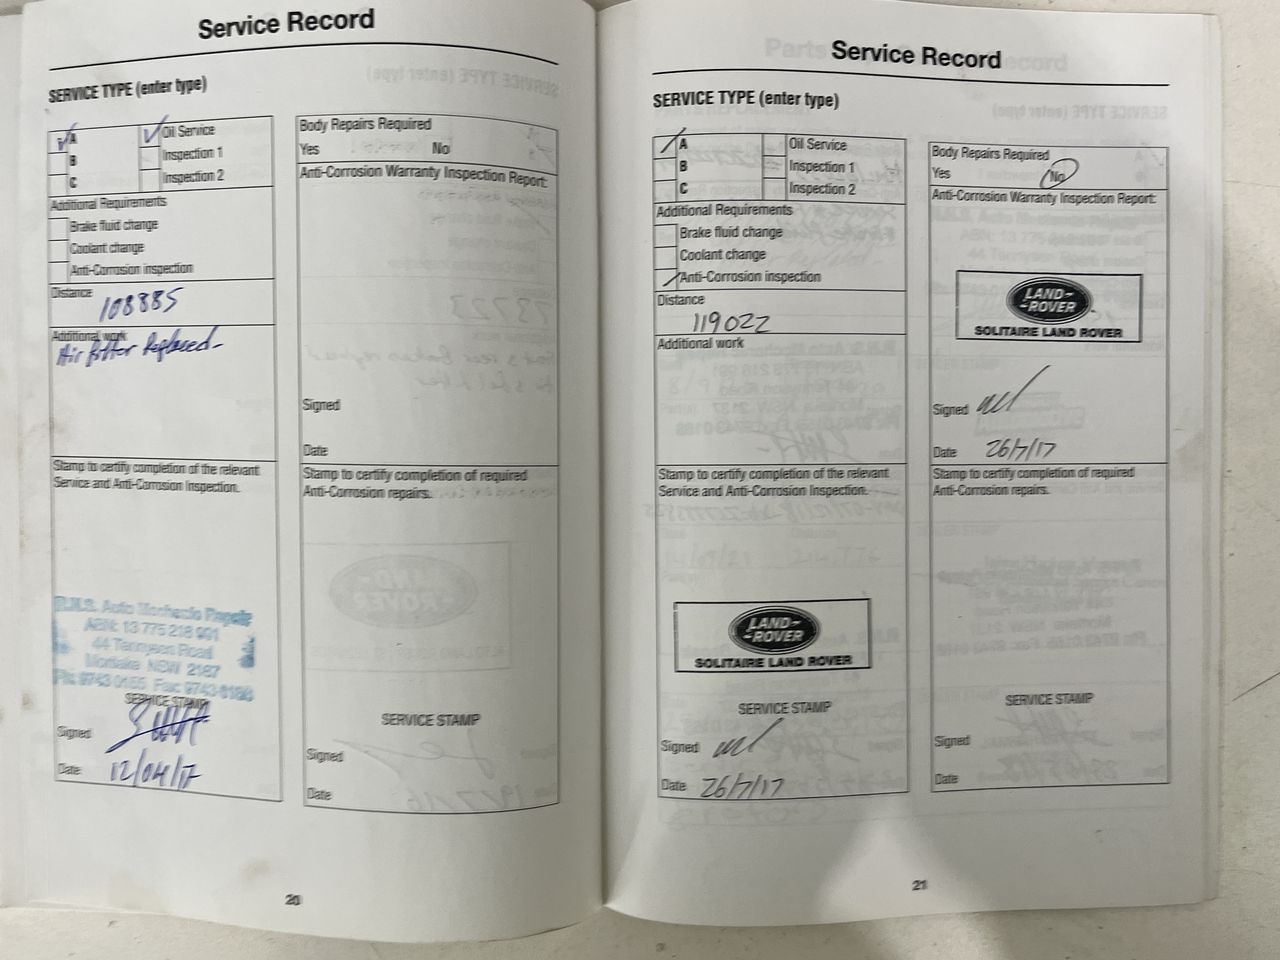 Service Record
SERVICE TYPE (enter type)
A
B
C
Oil Service
Inspection 1
Inspection 2
Additional Requirements
Brake fluid change
Coolant change
Anti-Corrosion inspection
Distance
108885
Additional work
Air filter Replaced-
Stamp to certify completion of the relevant
Service and Anti-Corrosion Inspection.
Auto Mechanic Repair
ABN: 13 775 218 991
44 Tennyson Road
Mortlake NSW 2137
Ph: 9743 0155 Fax: 9743-0188
SERVICE STAMP
Signed
Date 12/04/17
Body Repairs Required
Yes No
Anti-Corrosion Warranty Inspection Report:
Signed
Date
Stamp to certify completion of required
Anti-Corrosion repairs.
SERVICE STAMP
Signed
Date
20
Service Record
SERVICE TYPE (enter type)
A
B
C
Oil Service
Inspection 1
Inspection 2
Additional Requirements
Brake fluid change
Coolant change
Anti-Corrosion inspection
Distance
119022
Additional work
Stamp to certify completion of the relevant
Service and Anti-Corrosion Inspection.
LAND-
-ROVER
SOLITAIRE LAND ROVER
SERVICE STAMP
Signed
Date 26/7/17
Body Repairs Required
Yes No
Anti-Corrosion Warranty Inspection Report:
LAND-
-ROVER
SOLITAIRE LAND ROVER
Signed
Date 26/7/17
Stamp to certify completion of required
Anti-Corrosion repairs.
SERVICE STAMP
Signed
Date
21